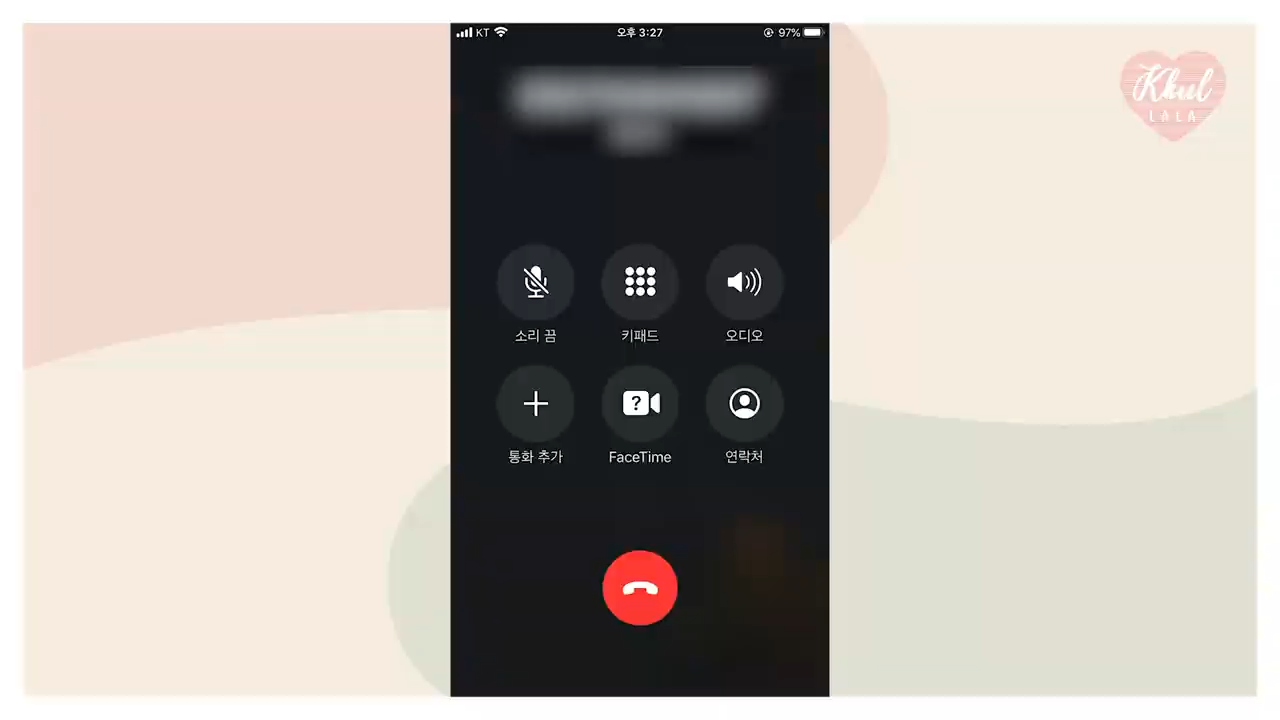 KT 오후 3:27 97%
Khul
LALA
소리 끔 키패드 오디오
통화 추가 FaceTime 연락처